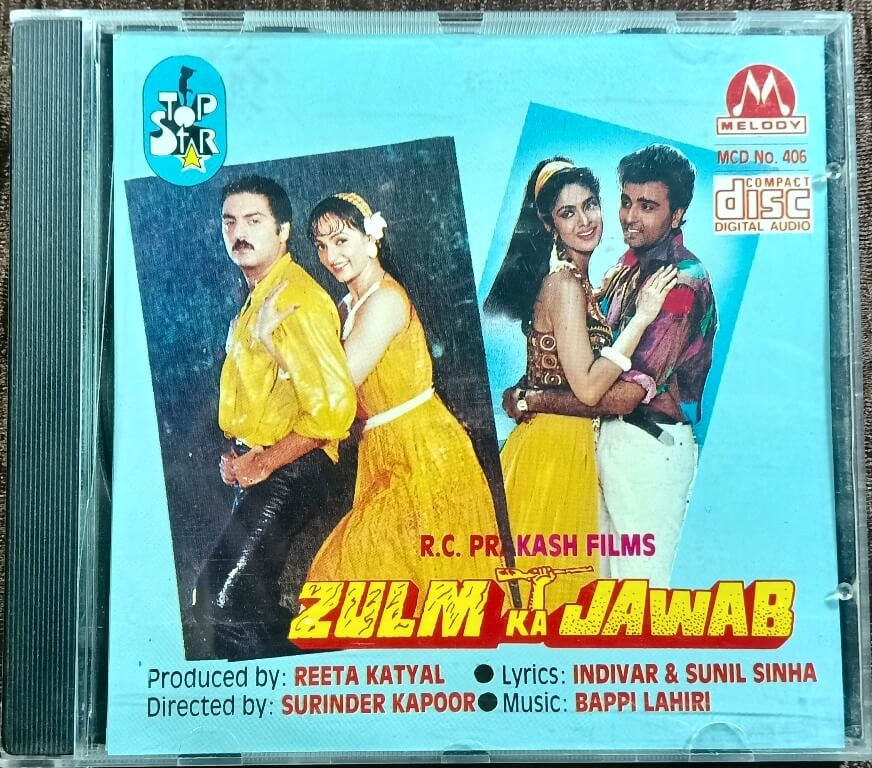 TOP
STAR
M
MELODY
MCD No. 406
COMPACT
disc
DIGITAL AUDIO
R.C. PRAKASH FILMS
ZULM KA JAWAB
Produced by: REETA KATYAL ● Lyrics: INDIVAR & SUNIL SINHA
Directed by: SURINDER KAPOOR ● Music: BAPPI LAHIRI